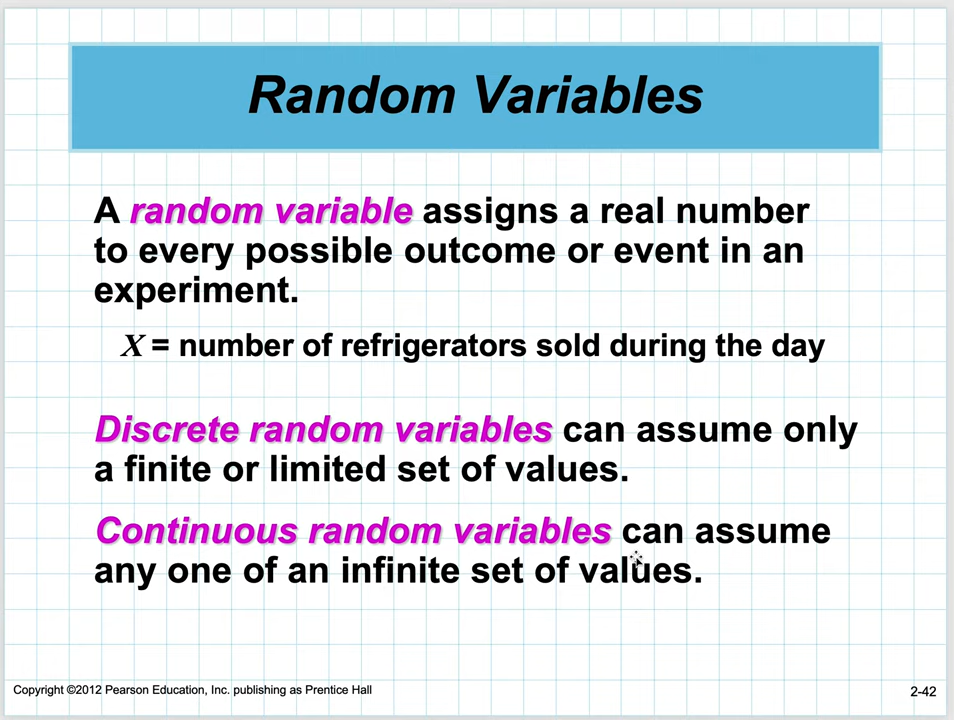 Random Variables
A random variable assigns a real number
to every possible outcome or event in an
experiment.
X = number of refrigerators sold during the day
Discrete random variables can assume only
a finite or limited set of values.
Continuous random variables can assume
any one of an infinite set of values.
Copyright ©2012 Pearson Education, Inc. publishing as Prentice Hall
2-42